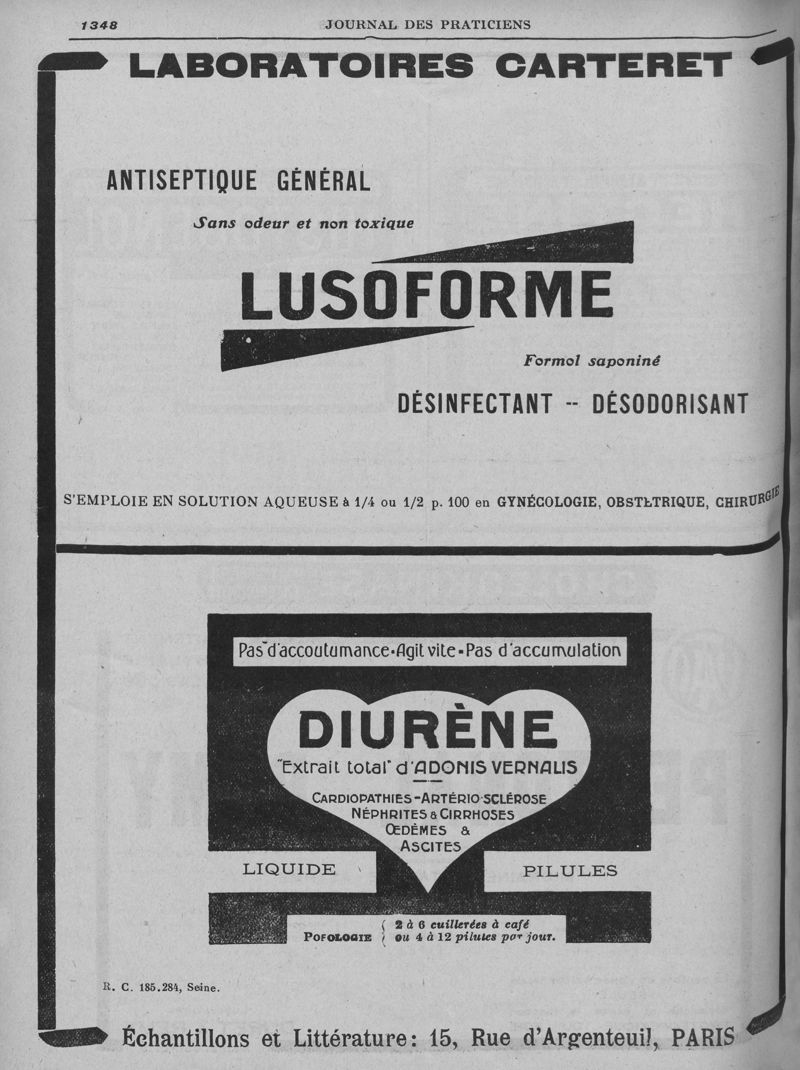 1348
JOURNAL DES PRATICIENS
LABORATOIRES CARTERET
ANTISEPTIQUE GÉNÉRAL
Sans odeur et non toxique
LUSOFORME
Formol saponiné
DÉSINFECTANT -- DÉSODORISANT
S'EMPLOIE EN SOLUTION AQUEUSE à 1/4 ou 1/2 p. 100 en GYNÉCOLOGIE, OBSTÉTRIQUE, CHIRURGIE
Pas d'accoutumance-Agit vite-Pas d'accumulation
DIURÈNE
"Extrait total" d'ADONIS VERNALIS
CARDIOPATHIES-ARTÉRIO-SCLÉROSE
NÉPHRITES & CIRRHOSES
ŒDÈMES &
ASCITES
LIQUIDE
PILULES
POSOLOGIE { 2 à 6 cuillerées à café
ou 4 à 12 pilules par jour.
R. C. 185.284, Seine.
Échantillons et Littérature: 15, Rue d'Argenteuil, PARIS